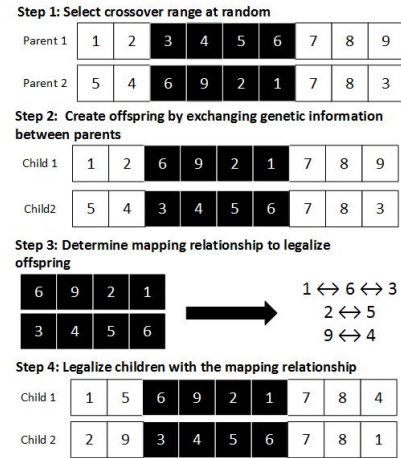 Step 1: Select crossover range at random
Parent 1 1 2 3 4 5 6 7 8 9
Parent 2 5 4 6 9 2 1 7 8 3
Step 2: Create offspring by exchanging genetic information
between parents
Child 1 1 2 6 9 2 1 7 8 9
Child2 5 4 3 4 5 6 7 8 3
Step 3: Determine mapping relationship to legalize
offspring
6 9 2 1
3 4 5 6
1 ↔ 6 ↔ 3
2 ↔ 5
9 ↔ 4
Step 4: Legalize children with the mapping relationship
Child 1 1 5 6 9 2 1 7 8 4
Child 2 2 9 3 4 5 6 7 8 1